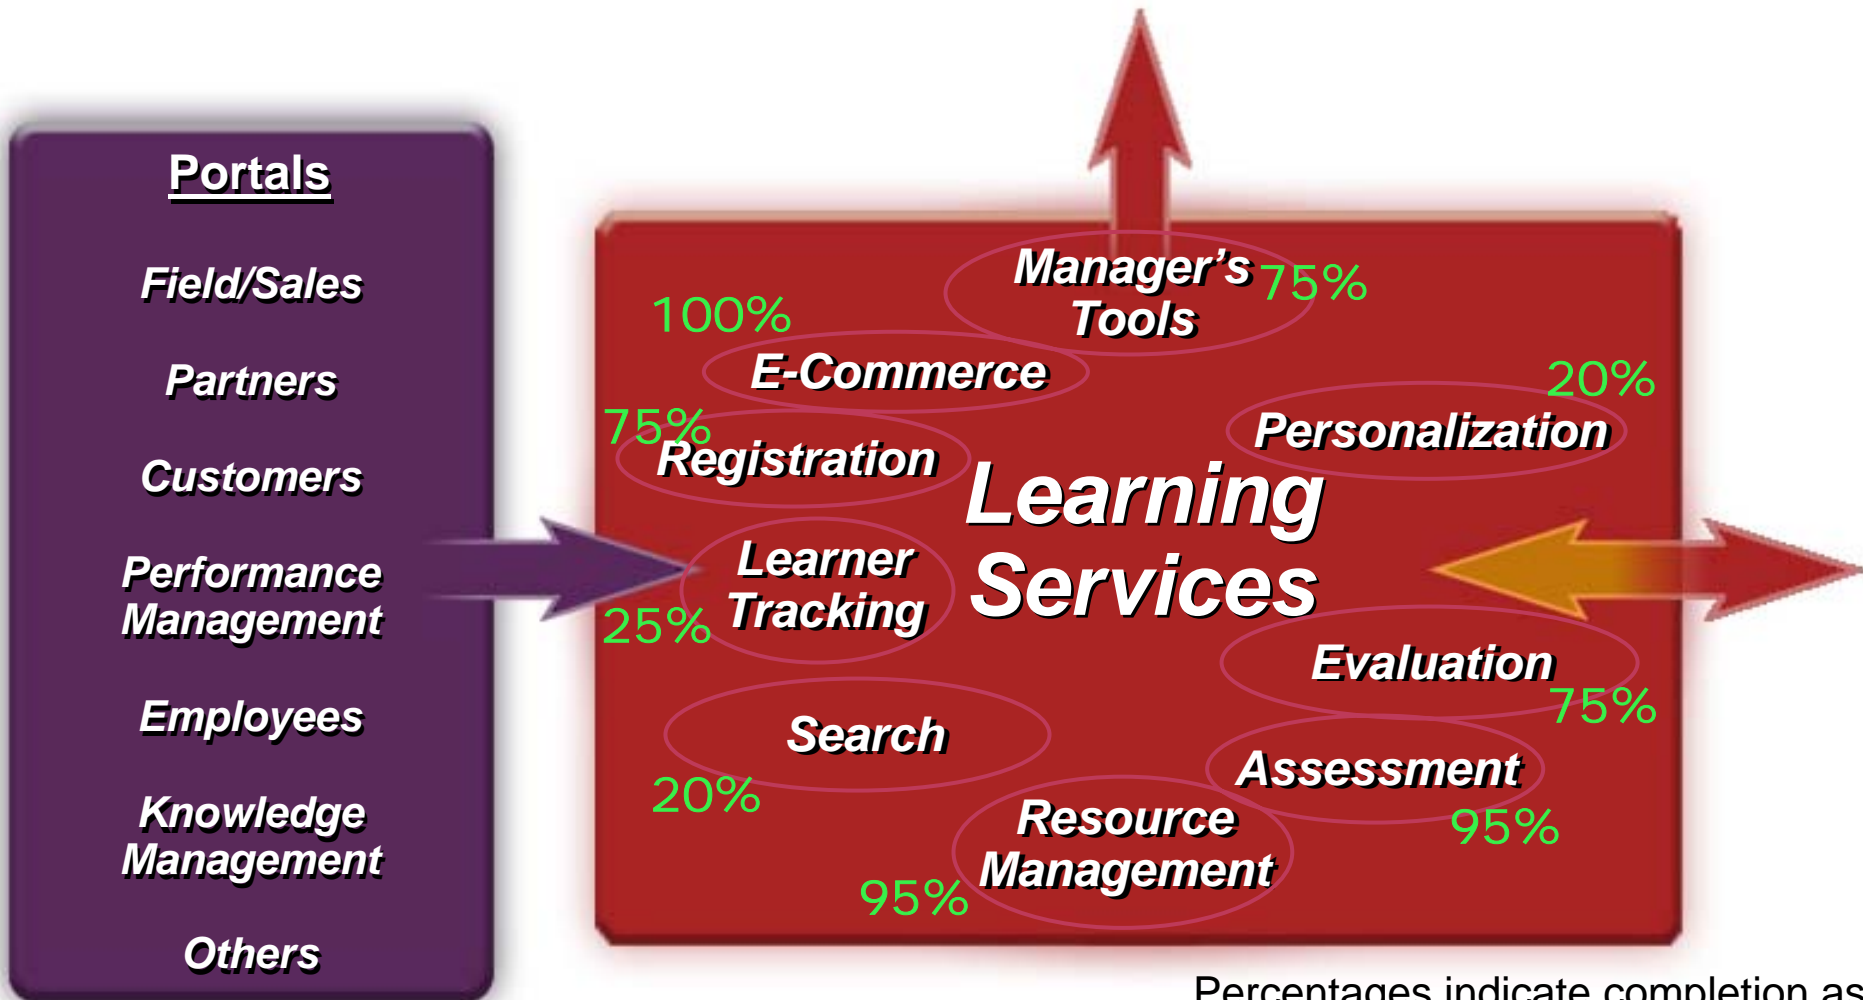 Portals
Field/Sales
Partners
Customers
Performance
Management
Employees
Knowledge
Management
Others
Manager's
Tools
75%
100%
E-Commerce
20%
Personalization
75%
Registration
Learning
Services
Learner
Tracking
25%
Evaluation
75%
Search
20%
Assessment
95%
Resource
Management
95%
Percentages indicate completion as